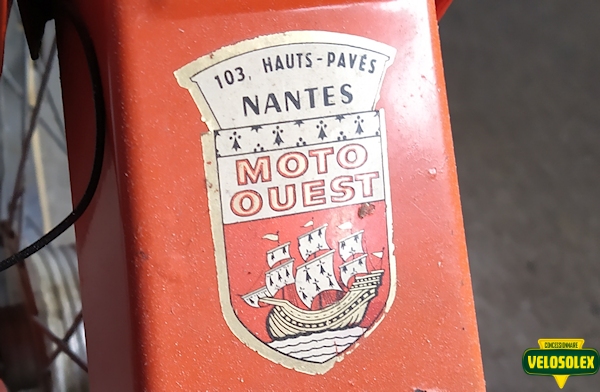 103, HAUTS-PAVÉS
NANTES
MOTO
OUEST
CONCESSIONNAIRE
VELOSOLEX